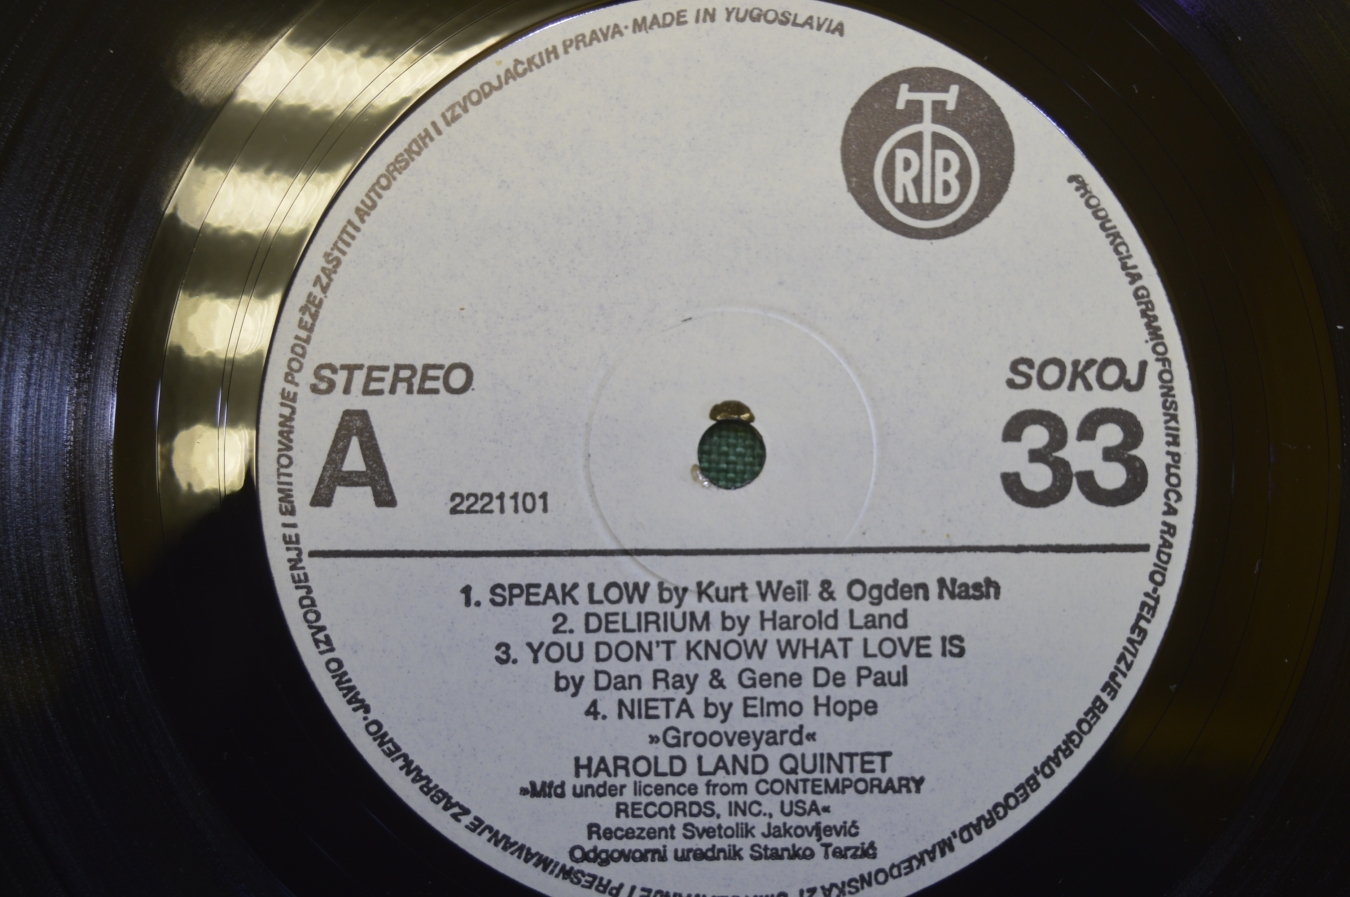 PRODUKCIJA GRAMOFONSKIH PLOČA RADIO-TELEVIZIJE BEOGRAD, BEOGRAD, MAKEDONSKA
PRESNIMAVANJE ZABRANJENO·JAVNO IZVODJENJE I EMITOVANJE PODLEŽE ZAŠTITI AUTORSKIH I IZVODJAČKIH PRAVA·MADE IN YUGOSLAVIA
RTB
STEREO
SOKOJ
A
33
2221101
1. SPEAK LOW by Kurt Weil & Ogden Nash
2. DELIRIUM by Harold Land
3. YOU DON'T KNOW WHAT LOVE IS
by Dan Ray & Gene De Paul
4. NIETA by Elmo Hope
»Grooveyard«
HAROLD LAND QUINTET
»Mfd under licence from CONTEMPORARY
RECORDS, INC., USA«
Recezent Svetolik Jakovljević
Odgovorni urednik Stanko Terzić